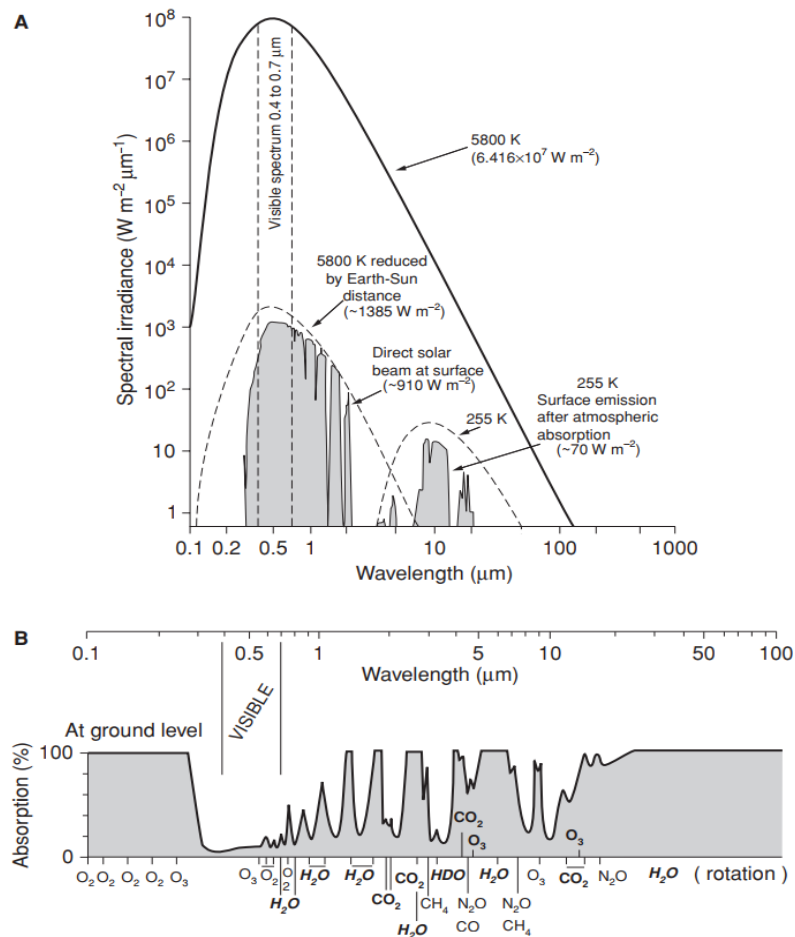 A
10⁸
10⁷
10⁶
10⁵
10⁴
10³
10²
10
1
Spectral irradiance (W m⁻² μm⁻¹)
Visible spectrum 0.4 to 0.7 μm
5800 K
(6.416×10⁷ W m⁻²)
5800 K reduced
by Earth-Sun
distance
(~1385 W m⁻²)
Direct solar
beam at surface
(~910 W m⁻²)
255 K
255 K
Surface emission
after atmospheric
absorption
(~70 W m⁻²)
0.1 0.2 0.5 1 10 100 1000
Wavelength (μm)
B
0.1 0.5 1 5 10 50 100
Wavelength (μm)
VISIBLE
At ground level
Absorption (%)
100
0
CO₂
O₃
O₃
O₂ O₂ O₂ O₂ O₃ O₃ O₂ O₂ H₂O H₂O CO₂ HDO H₂O O₃ CO₂ N₂O H₂O ( rotation )
H₂O CO₂ CH₄ N₂O N₂O
H₂O CO CH₄